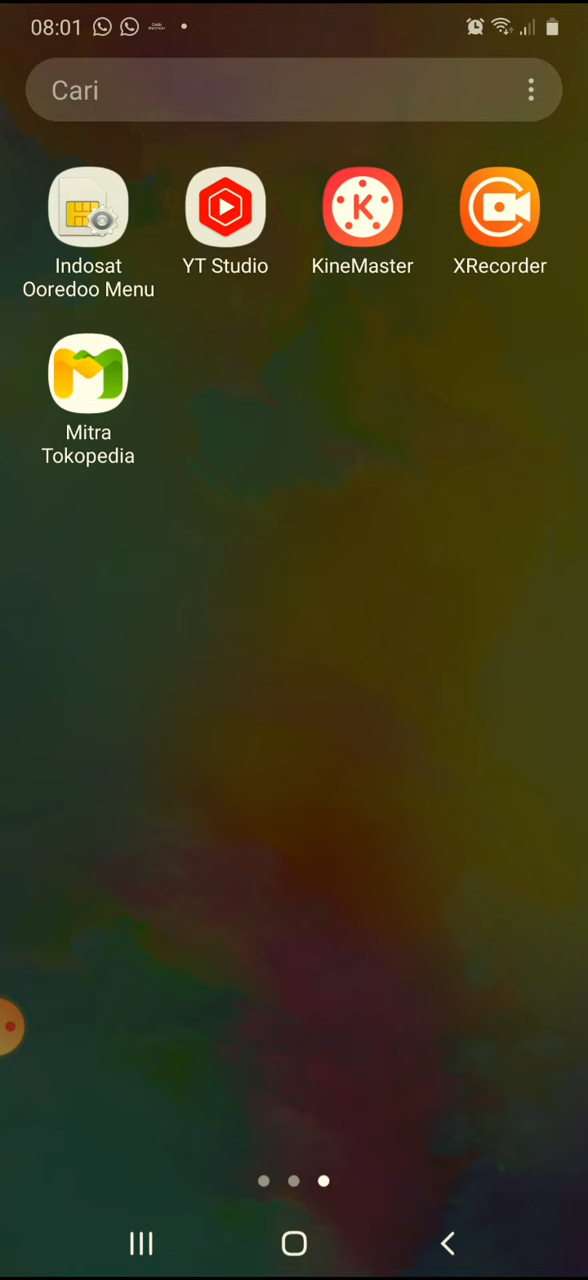 08:01
Cari
Indosat
Ooredoo Menu
YT Studio
KineMaster
XRecorder
Mitra
Tokopedia